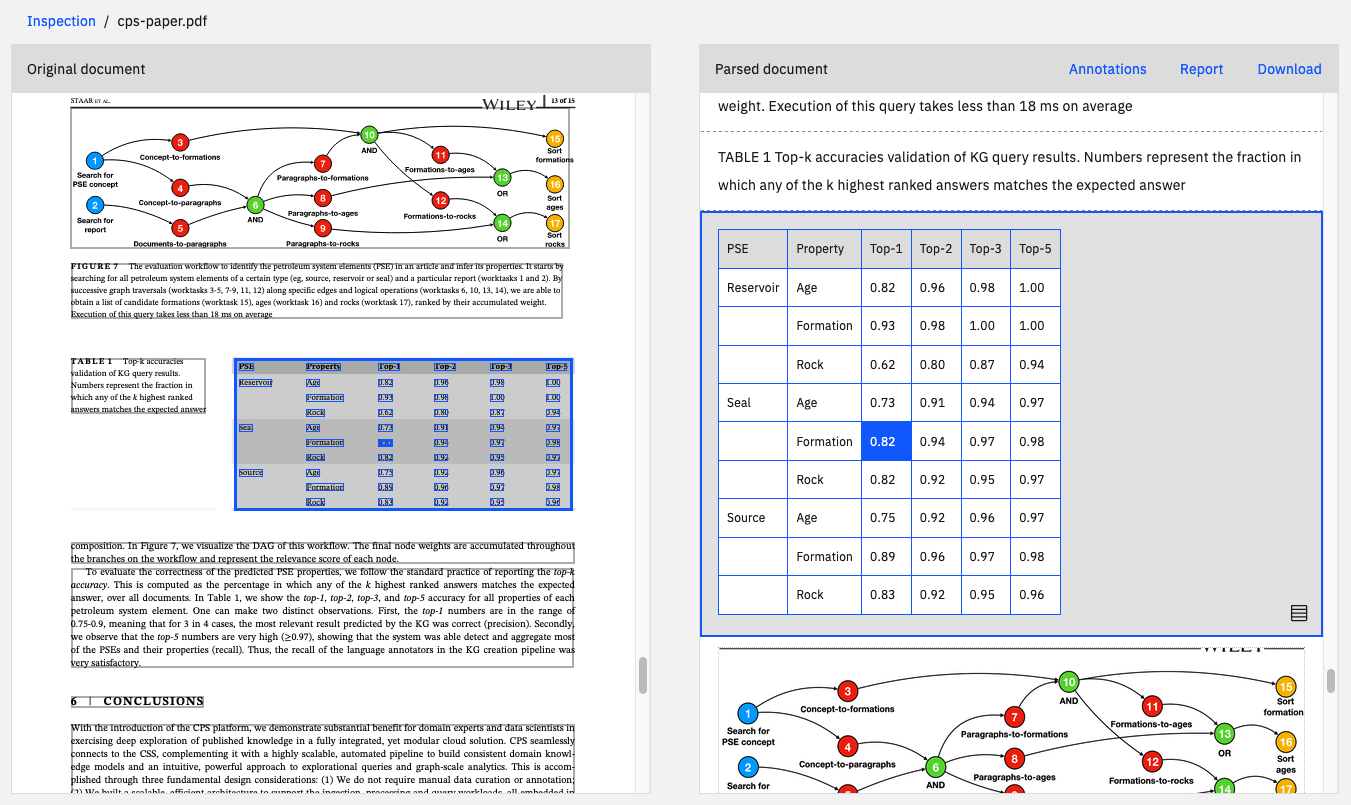 Inspection / cps-paper.pdf
Original document
STAAR ET AL.
WILEY
13 of 15
1
Search for
PSE concept
2
Search for
report
3
Concept-to-formations
4
Concept-to-paragraphs
5
Documents-to-paragraphs
6
AND
7
Paragraphs-to-formations
8
Paragraphs-to-ages
9
Paragraphs-to-rocks
10
AND
11
Formations-to-ages
12
Formations-to-rocks
13
OR
14
OR
15
Sort
formations
16
Sort
ages
17
Sort
rocks
FIGURE 7 The evaluation workflow to identify the petroleum system elements (PSE) in an article and infer its properties. It starts by
searching for all petroleum system elements of a certain type (eg, source, reservoir or seal) and a particular report (worktasks 1 and 2). By
successive graph traversals (worktasks 3-5, 7-9, 11, 12) along specific edges and logical operations (worktasks 6, 10, 13, 14), we are able to
obtain a list of candidate formations (worktask 15), ages (worktask 16) and rocks (worktask 17), ranked by their accumulated weight.
Execution of this query takes less than 18 ms on average
TABLE 1 Top-k accuracies
validation of KG query results.
Numbers represent the fraction in
which any of the k highest ranked
answers matches the expected answer
PSE Property Top-1 Top-2 Top-3 Top-5
Reservoir Age 0.82 0.96 0.98 1.00
Formation 0.93 0.98 1.00 1.00
Rock 0.62 0.80 0.87 0.94
Seal Age 0.73 0.91 0.94 0.97
Formation 0.94 0.97 0.98
Rock 0.82 0.92 0.95 0.97
Source Age 0.75 0.92 0.96 0.97
Formation 0.89 0.96 0.97 0.98
Rock 0.83 0.92 0.95 0.96
composition. In Figure 7, we visualize the DAG of this workflow. The final node weights are accumulated throughout
the branches on the workflow and represent the relevance score of each node.
To evaluate the correctness of the predicted PSE properties, we follow the standard practice of reporting the top-k
accuracy. This is computed as the percentage in which any of the k highest ranked answers matches the expected
answer, over all documents. In Table 1, we show the top-1, top-2, top-3, and top-5 accuracy for all properties of each
petroleum system element. One can make two distinct observations. First, the top-1 numbers are in the range of
0.75-0.9, meaning that for 3 in 4 cases, the most relevant result predicted by the KG was correct (precision). Secondly,
we observe that the top-5 numbers are very high (≥0.97), showing that the system was able detect and aggregate most
of the PSEs and their properties (recall). Thus, the recall of the language annotators in the KG creation pipeline was
very satisfactory.
6 | CONCLUSIONS
With the introduction of the CPS platform, we demonstrate substantial benefit for domain experts and data scientists in
exercising deep exploration of published knowledge in a fully integrated, yet modular cloud solution. CPS seamlessly
connects to the CSS, complementing it with a highly scalable, automated pipeline to build consistent domain knowl-
edge models and an intuitive, powerful approach to explorational queries and graph-scale analytics. This is accom-
plished through three fundamental design considerations: (1) We do not require manual data curation or annotation;
(2) We built a scalable, efficient architecture to support the ingestion, processing and query workloads, all embedded in
Parsed document
Annotations Report Download
weight. Execution of this query takes less than 18 ms on average
TABLE 1 Top-k accuracies validation of KG query results. Numbers represent the fraction in
which any of the k highest ranked answers matches the expected answer
PSE Property Top-1 Top-2 Top-3 Top-5
Reservoir Age 0.82 0.96 0.98 1.00
Formation 0.93 0.98 1.00 1.00
Rock 0.62 0.80 0.87 0.94
Seal Age 0.73 0.91 0.94 0.97
Formation 0.82 0.94 0.97 0.98
Rock 0.82 0.92 0.95 0.97
Source Age 0.75 0.92 0.96 0.97
Formation 0.89 0.96 0.97 0.98
Rock 0.83 0.92 0.95 0.96
WILEY
1
Search for
PSE concept
2
Search for
3
Concept-to-formations
4
Concept-to-paragraphs
6
AND
7
Paragraphs-to-formations
8
Paragraphs-to-ages
10
AND
11
Formations-to-ages
12
Formations-to-rocks
13
OR
14
15
Sort
formation
16
Sort
ages
17